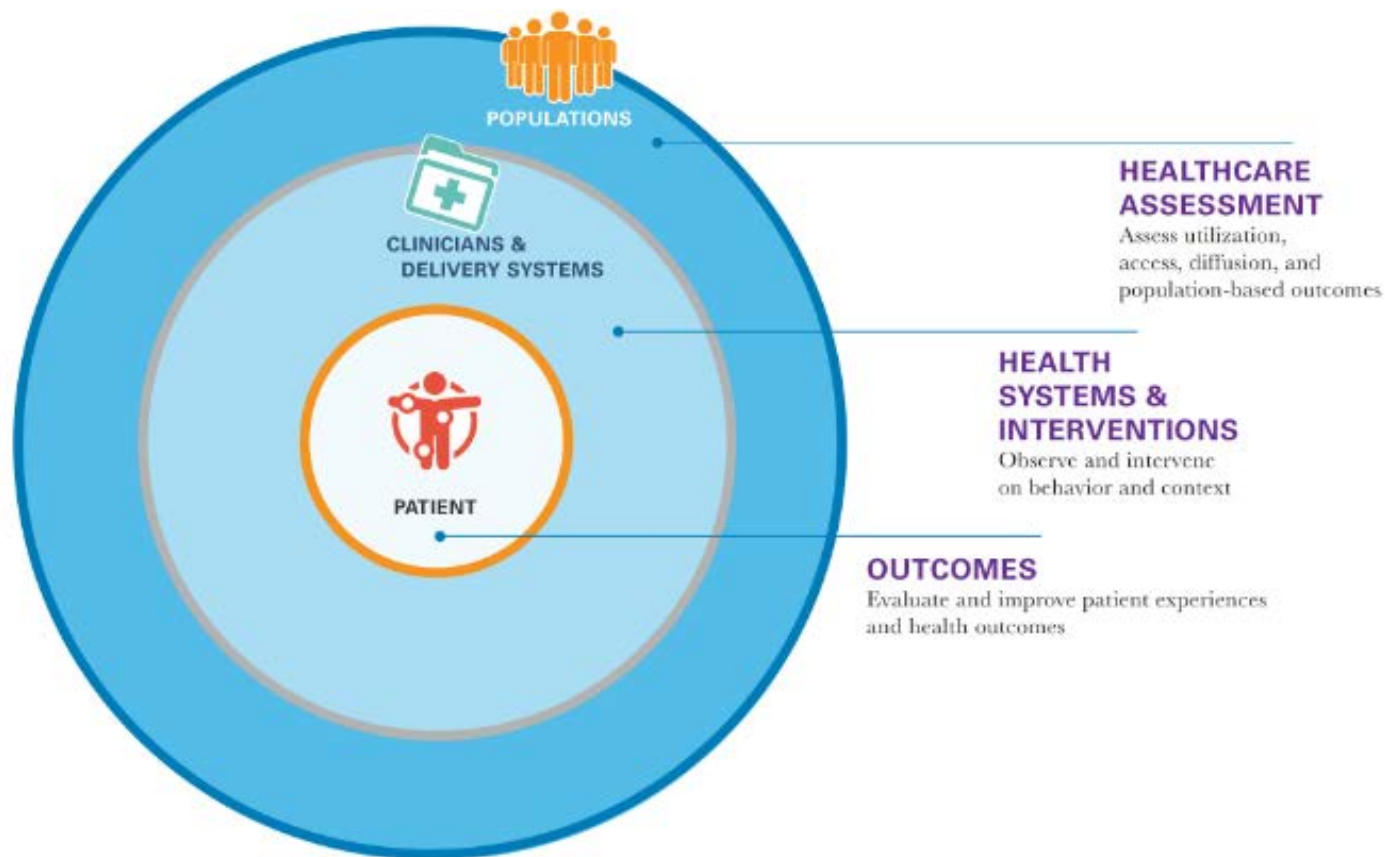 POPULATIONS
CLINICIANS &
DELIVERY SYSTEMS
PATIENT
HEALTHCARE
ASSESSMENT
Assess utilization,
access, diffusion, and
population-based outcomes
HEALTH
SYSTEMS &
INTERVENTIONS
Observe and intervene
on behavior and context
OUTCOMES
Evaluate and improve patient experiences
and health outcomes